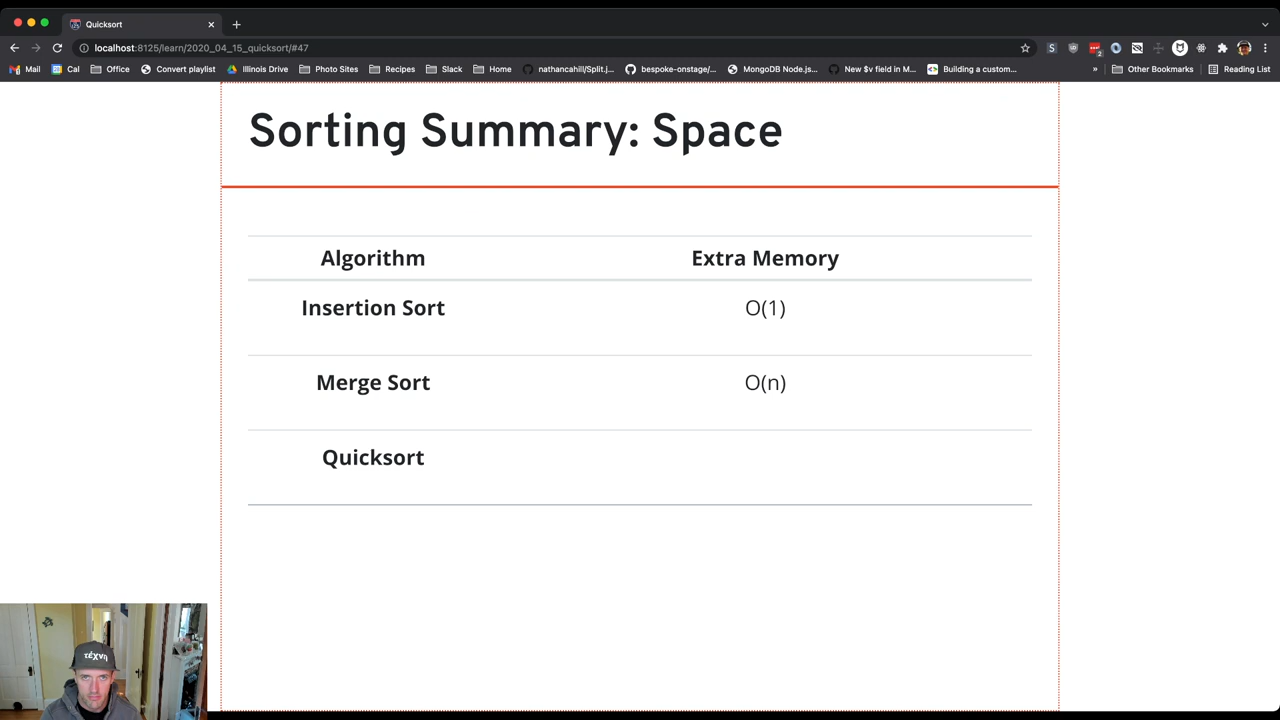 Quicksort
localhost:8125/learn/2020_04_15_quicksort/#47
Mail Cal Office Convert playlist Illinois Drive Photo Sites Recipes Slack Home nathancahill/Split.j... bespoke-onstage/... MongoDB Node.js... New $v field in M... Building a custom... » Other Bookmarks Reading List
Sorting Summary: Space
Algorithm Extra Memory
Insertion Sort O(1)
Merge Sort O(n)
Quicksort
τέχνη